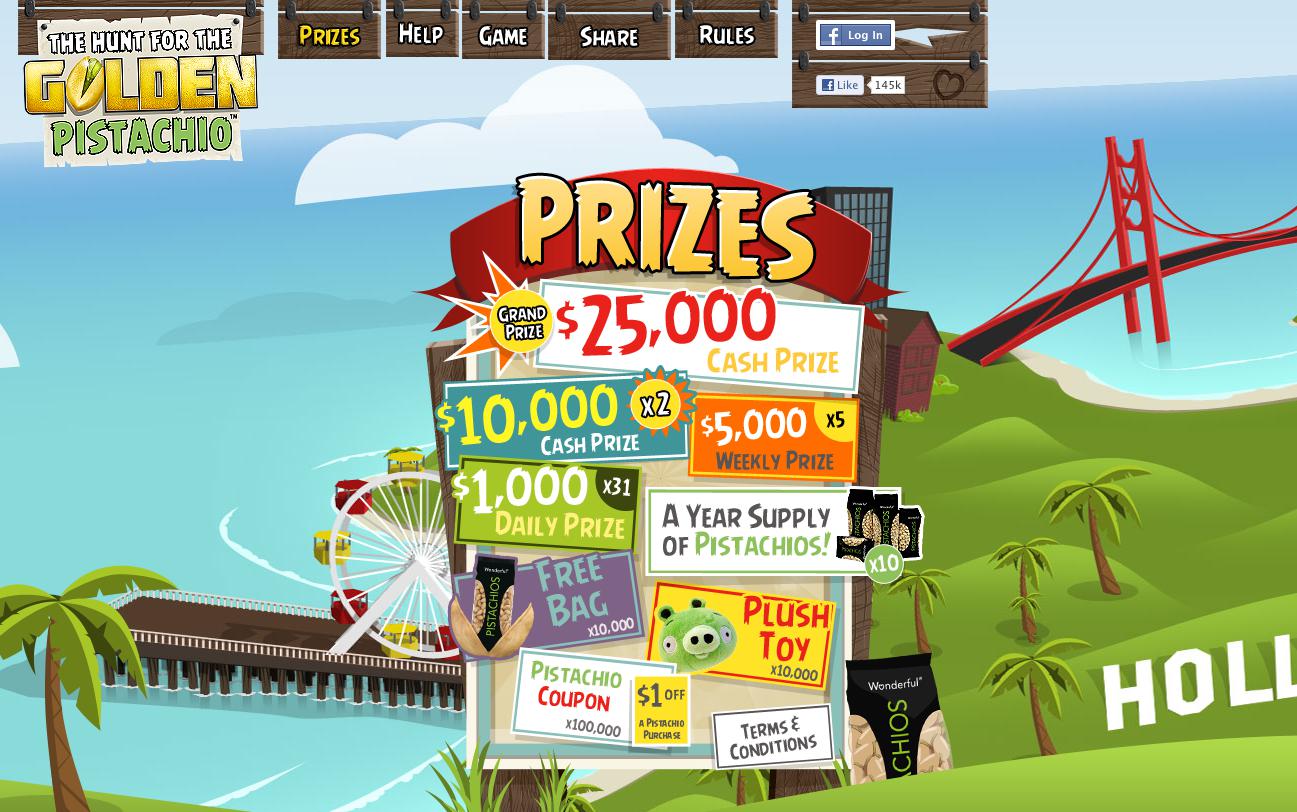 THE HUNT FOR THE
GOLDEN
PISTACHIO™
PRIZES
HELP
GAME
SHARE
RULES
f Log In
f Like
145k
PRIZES
GRAND
PRIZE
$25,000
CASH PRIZE
$10,000
x2
CASH PRIZE
$5,000
x5
WEEKLY PRIZE
$1,000
x31
DAILY PRIZE
A YEAR SUPPLY
OF PISTACHIOS!
x10
Wonderful
PISTACHIOS
FREE
BAG
x10,000
PLUSH
TOY
x10,000
PISTACHIO
COUPON
x100,000
$1 OFF
A PISTACHIO
PURCHASE
TERMS &
CONDITIONS
Wonderful®
ACHIOS
HOLL